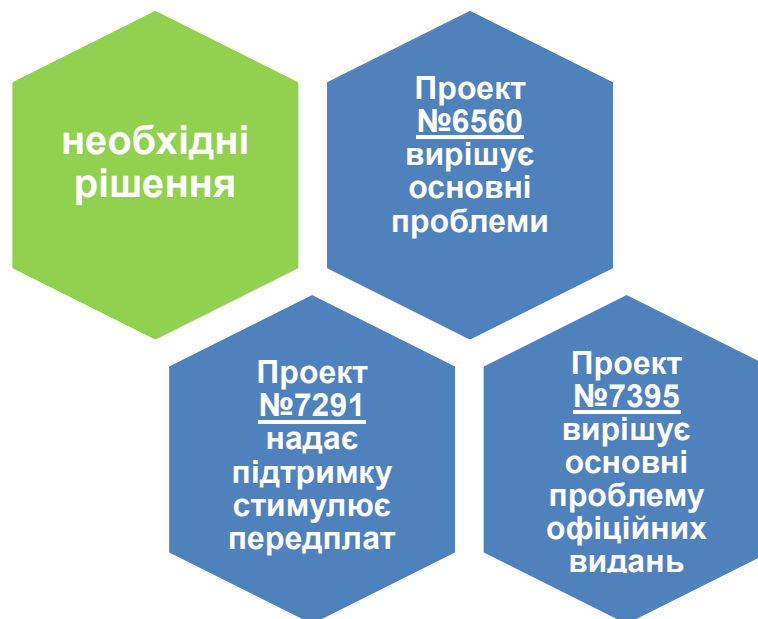 необхідні
рішення
Проект
№6560
вирішує
основні
проблеми
Проект
№7291
надає
підтримку
стимулює
передплат
Проект
№7395
вирішує
основні
проблему
офіційних
видань